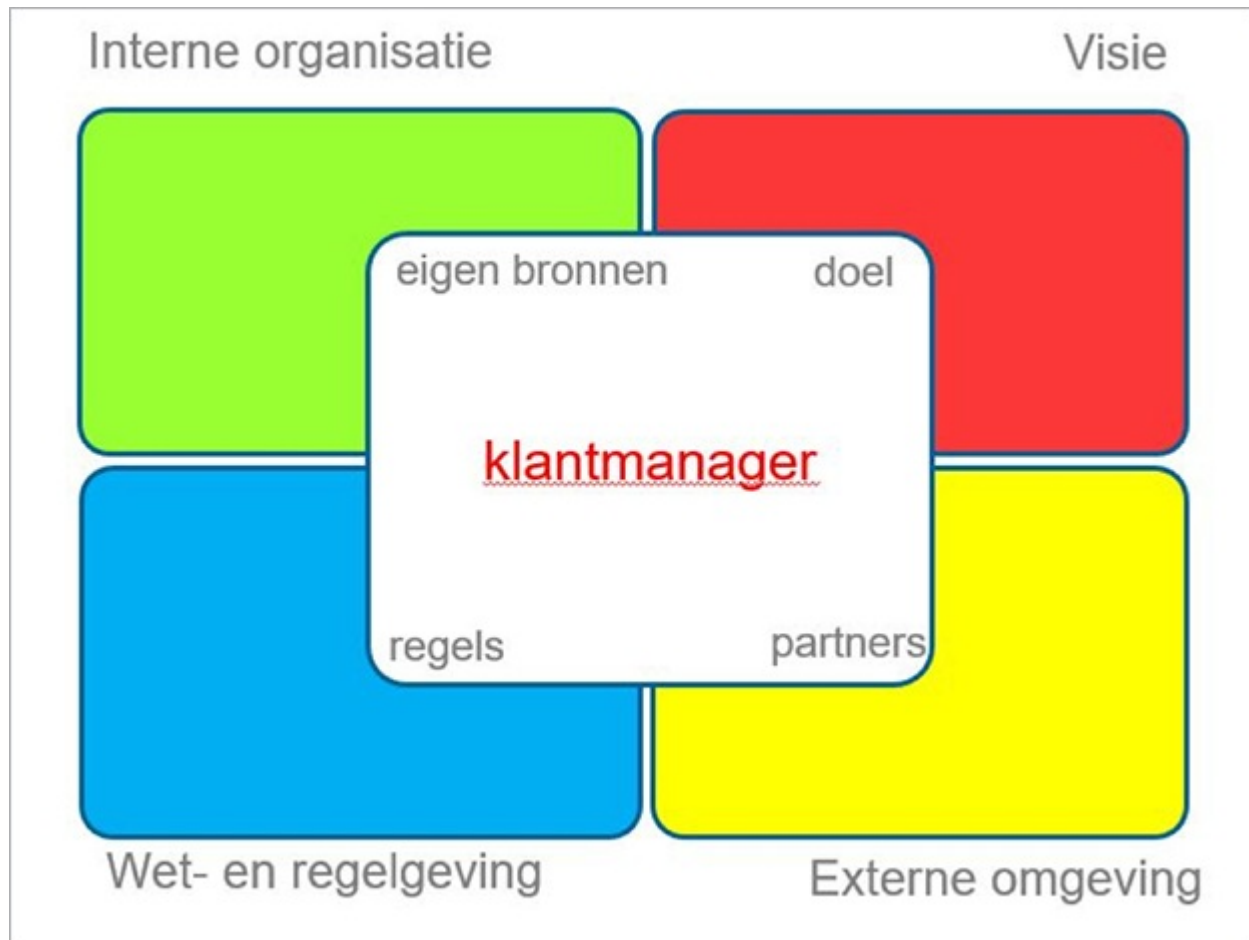 Interne organisatie
Visie
eigen bronnen
doel
klantmanager
regels
partners
Wet- en regelgeving
Externe omgeving